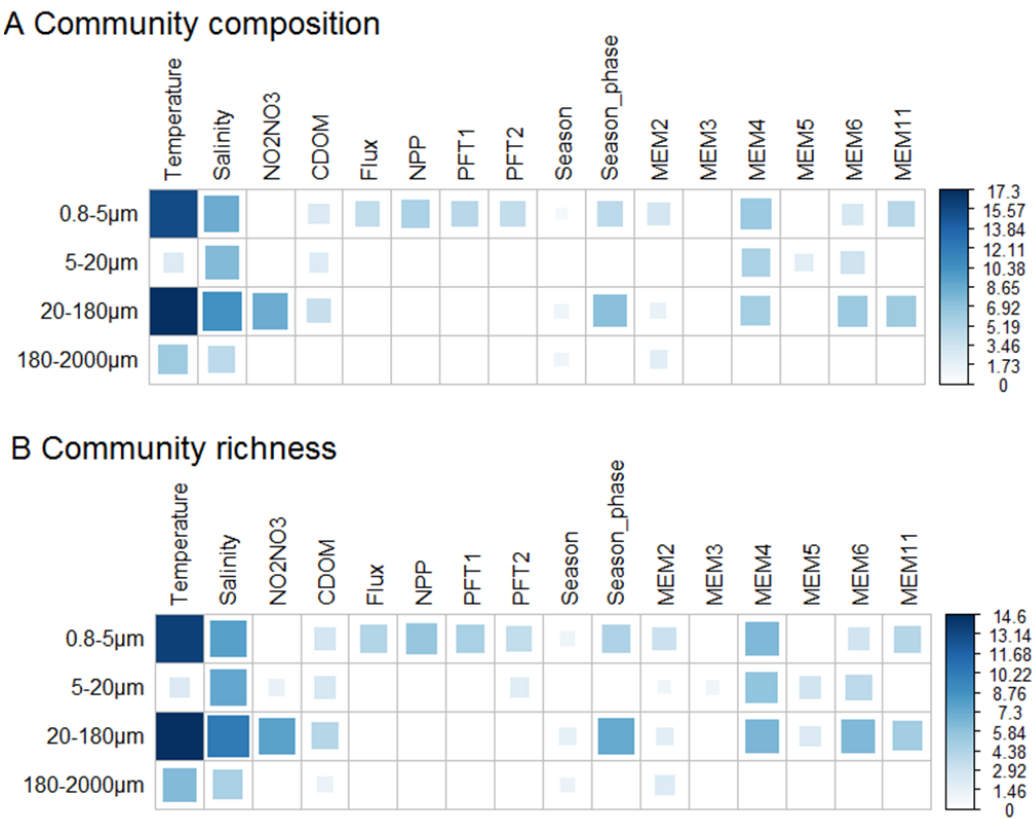 A Community composition
Temperature
Salinity
NO2NO3
CDOM
Flux
NPP
PFT1
PFT2
Season
Season_phase
MEM2
MEM3
MEM4
MEM5
MEM6
MEM11
0.8-5µm
5-20µm
20-180µm
180-2000µm
17.3
15.57
13.84
12.11
10.38
8.65
6.92
5.19
3.46
1.73
0
B Community richness
Temperature
Salinity
NO2NO3
CDOM
Flux
NPP
PFT1
PFT2
Season
Season_phase
MEM2
MEM3
MEM4
MEM5
MEM6
MEM11
0.8-5µm
5-20µm
20-180µm
180-2000µm
14.6
13.14
11.68
10.22
8.76
7.3
5.84
4.38
2.92
1.46
0